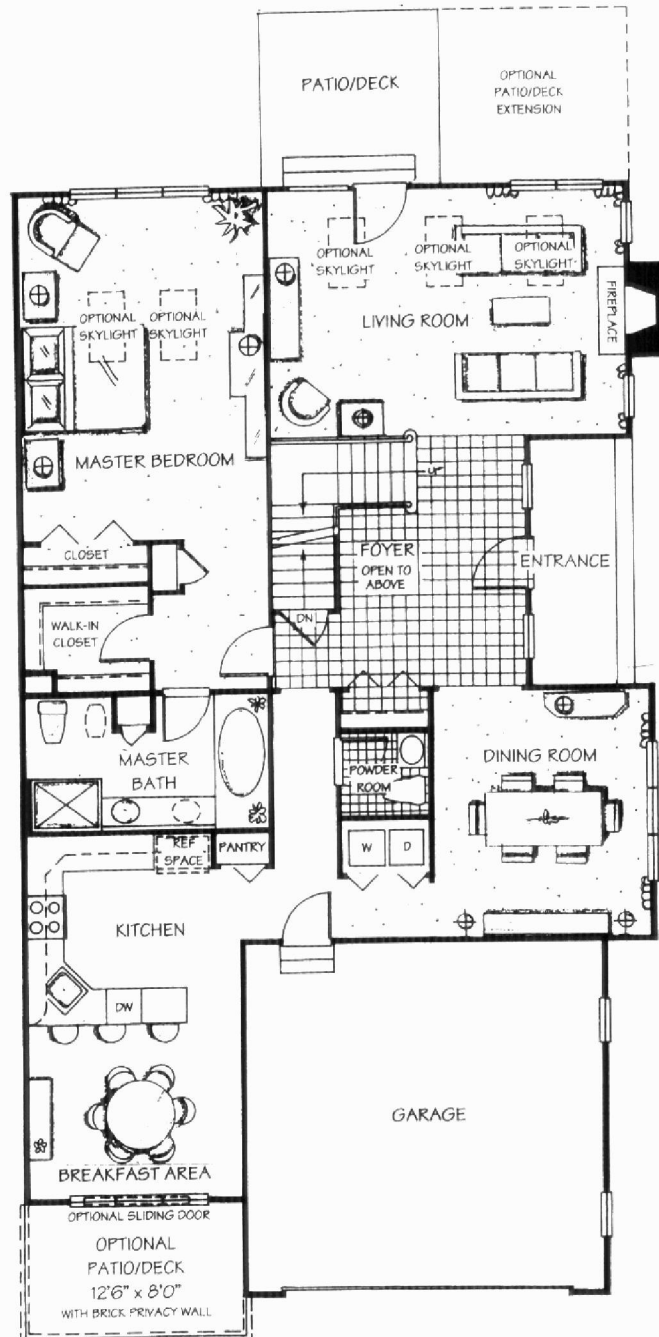 PATIO/DECK
OPTIONAL
PATIO/DECK
EXTENSION
OPTIONAL
SKYLIGHT
OPTIONAL
SKYLIGHT
OPTIONAL
SKYLIGHT
LIVING ROOM
FIREPLACE
OPTIONAL
SKYLIGHT
OPTIONAL
SKYLIGHT
MASTER BEDROOM
CLOSET
WALK-IN
CLOSET
UP
DN
FOYER
OPEN TO
ABOVE
ENTRANCE
MASTER
BATH
POWDER
ROOM
DINING ROOM
W
D
REF
SPACE
PANTRY
KITCHEN
DW
BREAKFAST AREA
GARAGE
OPTIONAL SLIDING DOOR
OPTIONAL
PATIO/DECK
12'6" x 8'0"
WITH BRICK PRIVACY WALL